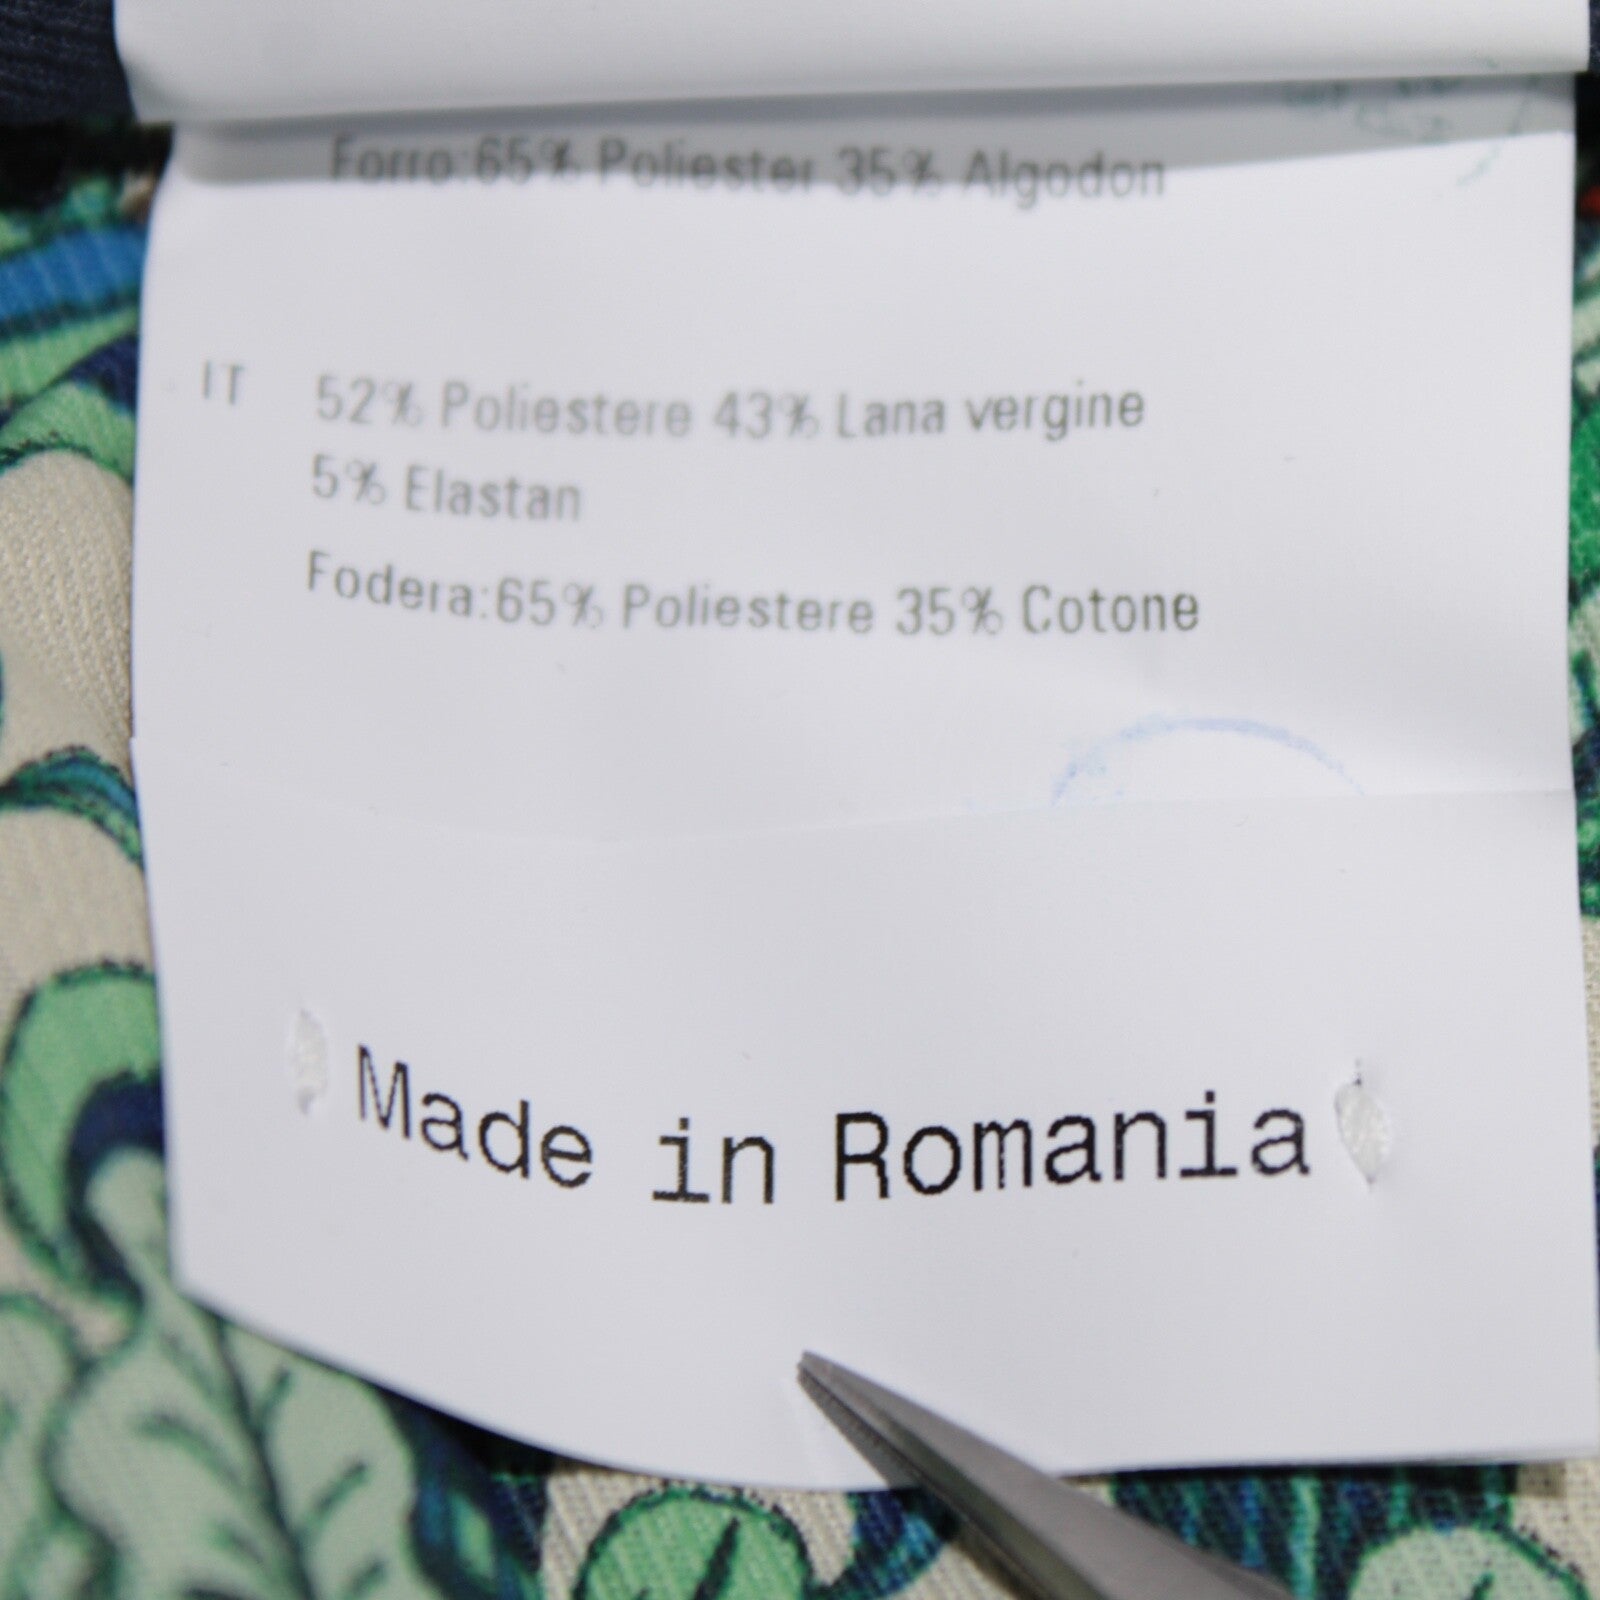 Forro:65% Poliester 35% Algodon
IT 52% Poliestere 43% Lana vergine
5% Elastan
Fodera:65% Poliestere 35% Cotone
Made in Romania